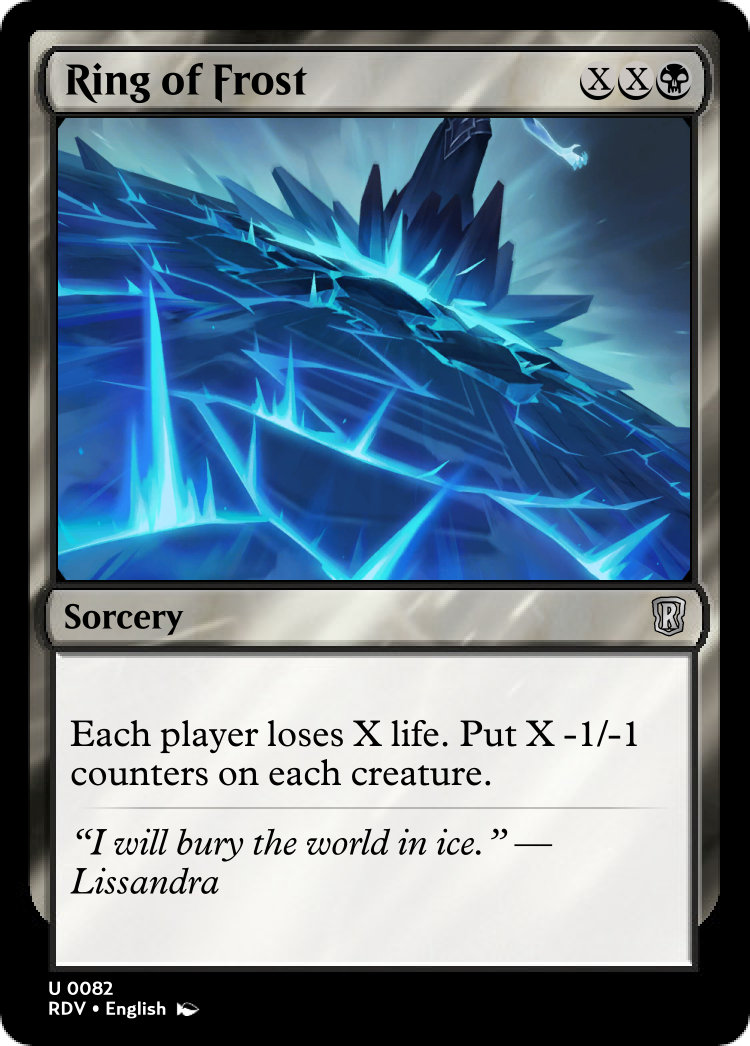 Ring of Frost XX
Sorcery
R
Each player loses X life. Put X -1/-1
counters on each creature.
“I will bury the world in ice.” —
Lissandra
U 0082
RDV • English